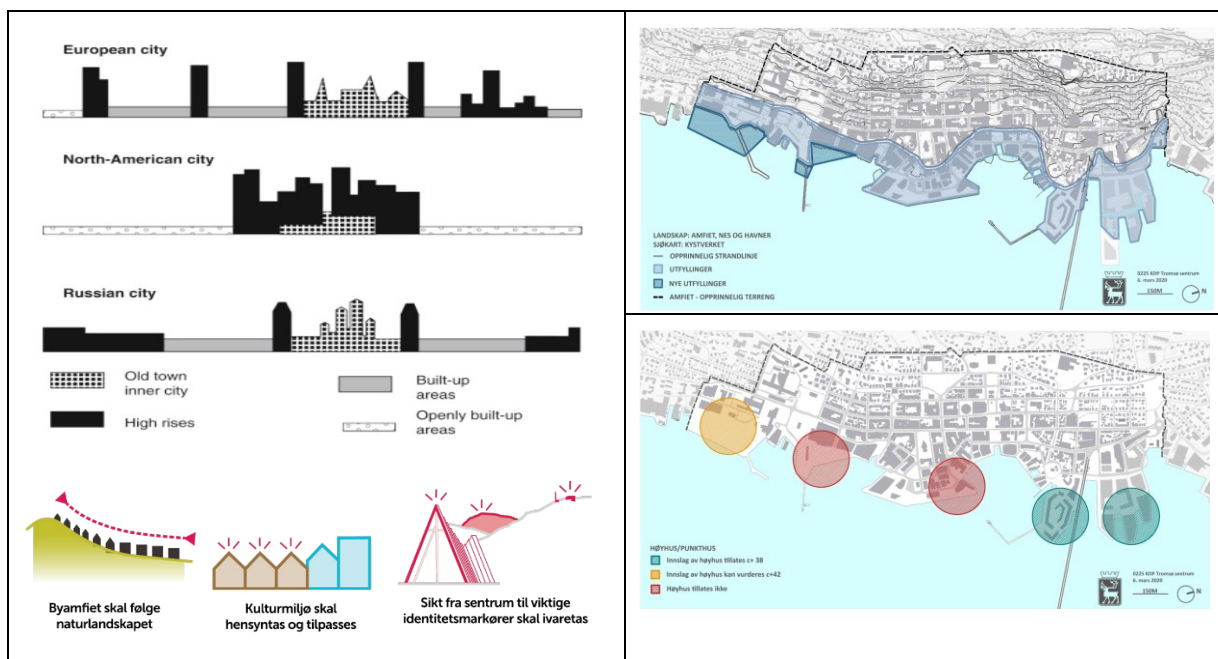 European city
North-American city
Russian city
Old town
inner city
Built-up
areas
High rises
Openly built-up
areas
Byamfiet skal følge
naturlandskapet
Kulturmiljø skal
hensyntas og tilpasses
Sikt fra sentrum til viktige
identitetsmarkører skal ivaretas
LANDSKAP: AMFIET, NES OG HAVNER
SJØKART: KYSTVERKET
OPPRINNELIG STRANDLINJE
UTFYLLINGER
NYE UTFYLLINGER
AMFIET - OPPRINNELIG TERRENG
0225 KDP Tromsø sentrum
6. mars 2020
150M
N
HØYHUS/PUNKTHUS
Innslag av høyhus tillates c+ 38
Innslag av høyhus kan vurderes c+42
Høyhus tillates ikke
0225 KDP Tromsø sentrum
6. mars 2020
150M
N